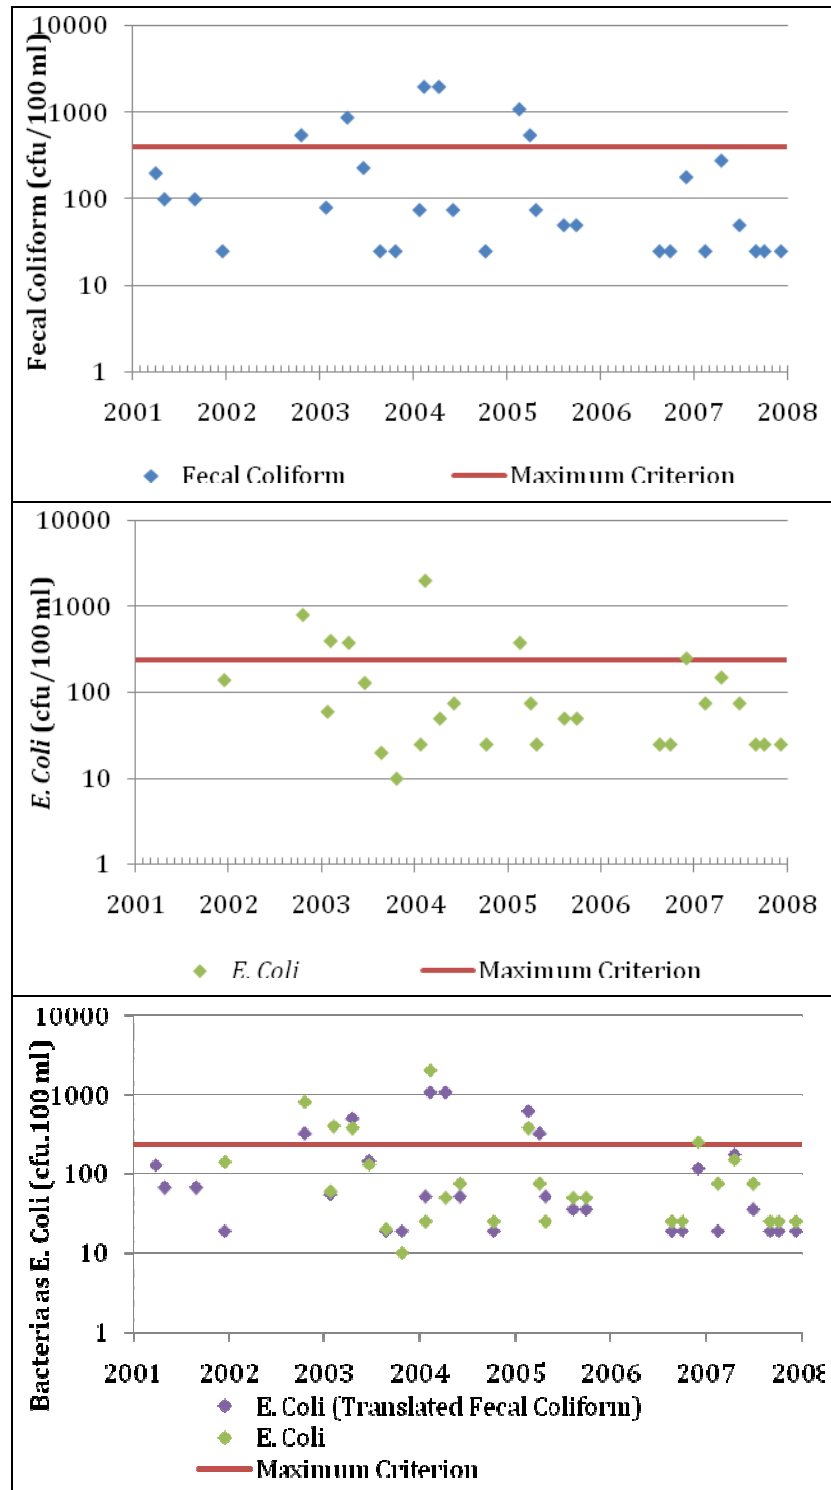 Fecal Coliform (cfu/100 ml)
10000
1000
100
10
1
2001 2002 2003 2004 2005 2006 2007 2008
Fecal Coliform Maximum Criterion
E. Coli (cfu/100 ml)
10000
1000
100
10
1
2001 2002 2003 2004 2005 2006 2007 2008
E. Coli Maximum Criterion
Bacteria as E. Coli (cfu.100 ml)
10000
1000
100
10
1
2001 2002 2003 2004 2005 2006 2007 2008
E. Coli (Translated Fecal Coliform)
E. Coli
Maximum Criterion